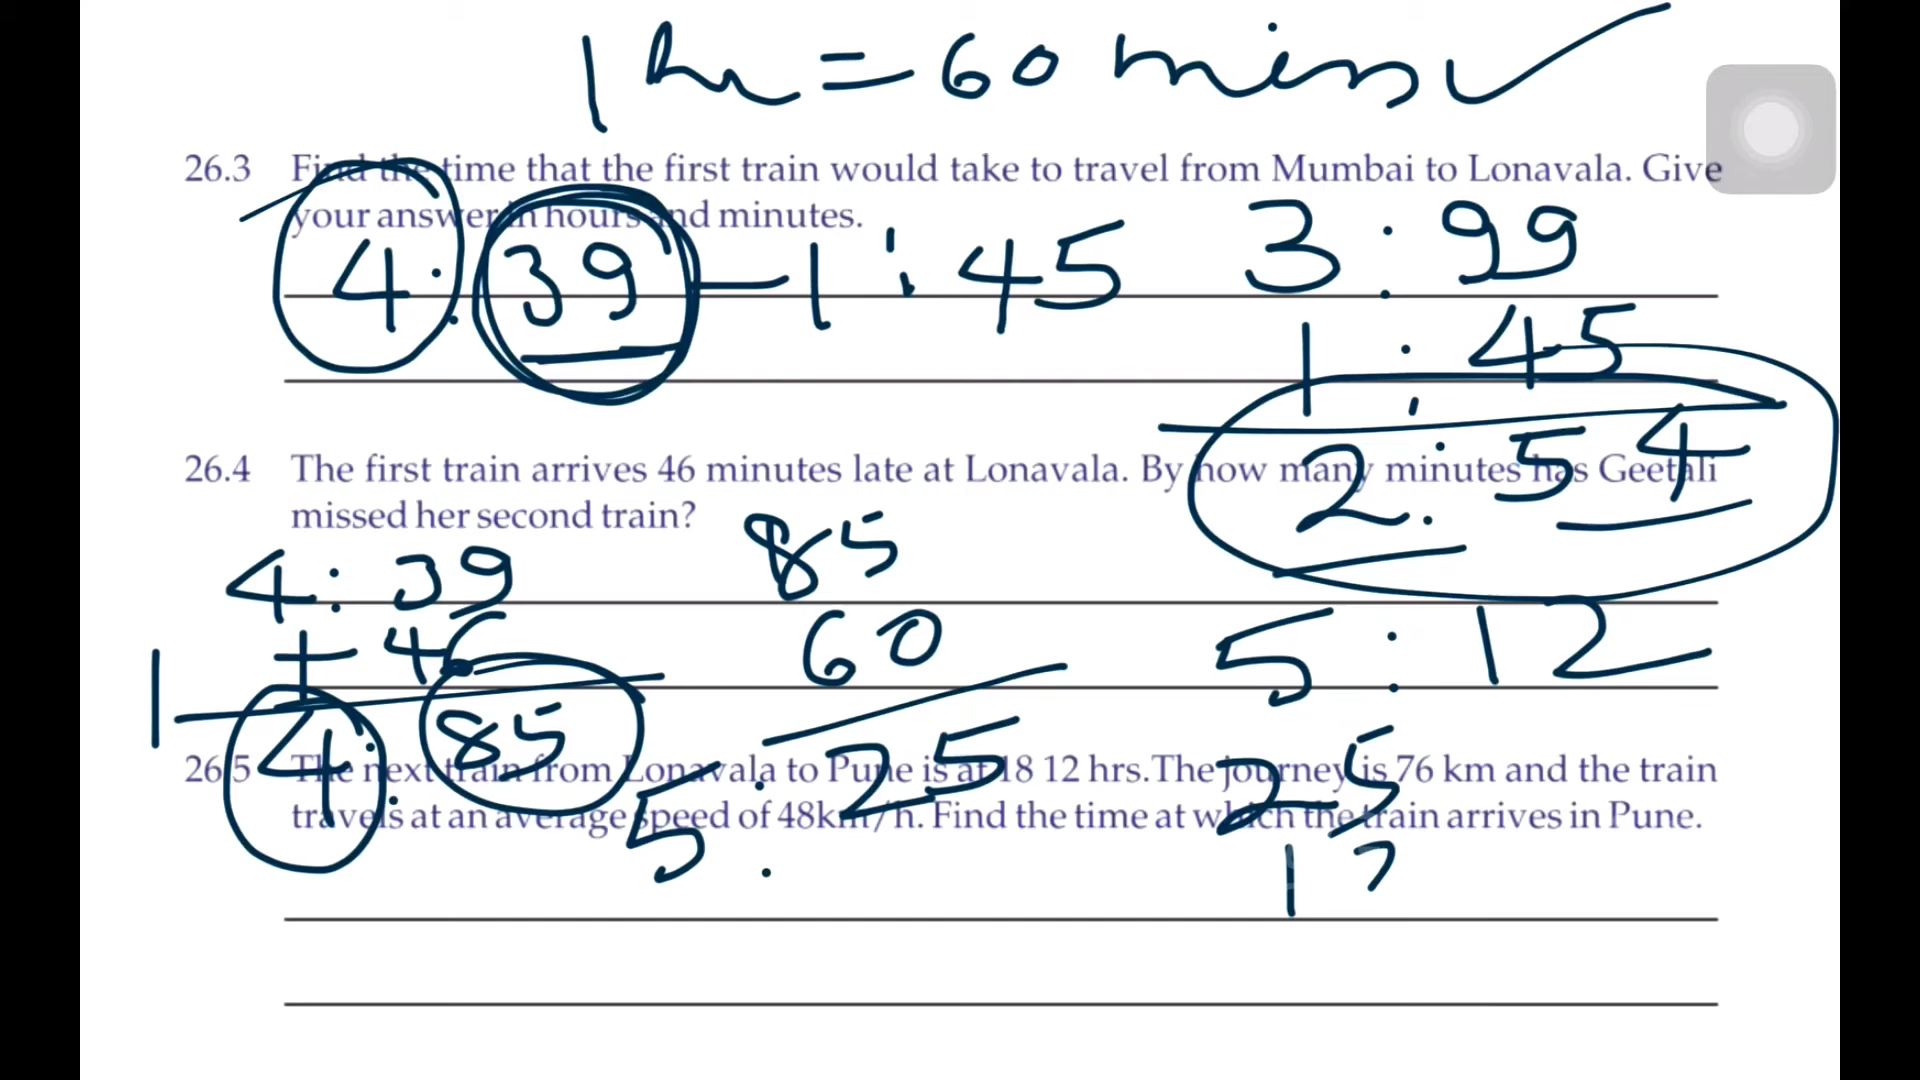 1 hr = 60 mins
26.3 Find the time that the first train would take to travel from Mumbai to Lonavala. Give
your answer in hours and minutes.
4:39 - 1:45
3:99
1:45
2:54
26.4 The first train arrives 46 minutes late at Lonavala. By how many minutes has Geetali
missed her second train?
4:39
+ 46
1
4:85
85
60
25
5:
5:12
25
26.5 The next train from Lonavala to Pune is at 18 12 hrs.The journey is 76 km and the train
travels at an average speed of 48km/h. Find the time at which the train arrives in Pune.